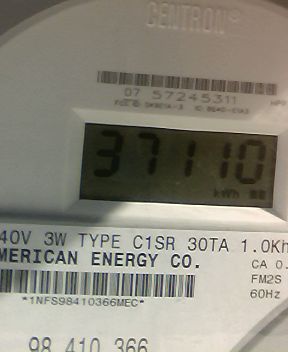 CENTRON®
07 57245311
37110
kWh
40V 3W TYPE C1SR 30TA 1.0Kh
MERICAN ENERGY CO.
CA 0.
FM2S
60Hz
*1NFS98410366MEC*
98 410 366